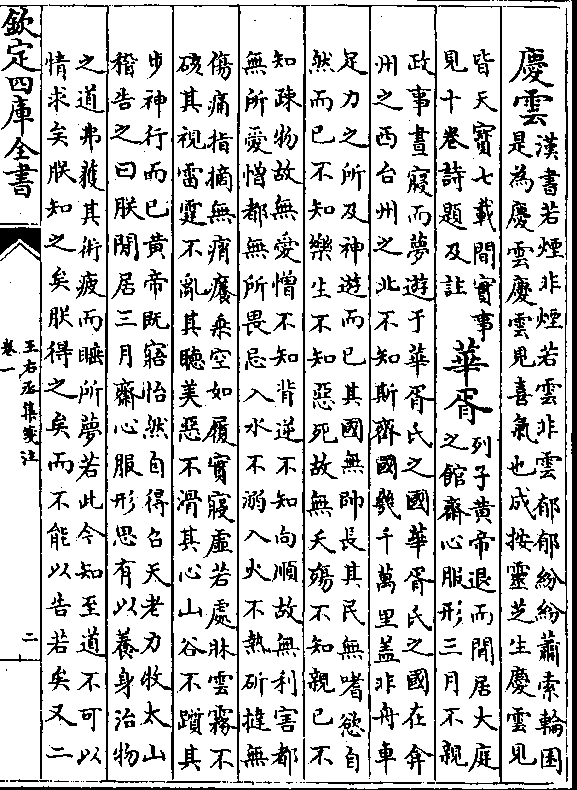 慶雲
漢書若煙非煙若雲非雲郁郁紛紛蕭索輪囷
是為慶雲慶雲見喜氣也成按靈芝生慶雲見
皆天寶七載間實事
見十卷詩題及註
華胥
列子黄帝退而閒居大庭
之館齋心服形三月不親
政事晝寢而夢遊于華胥氏之國華胥氏之國在弇
州之西台州之北不知斯齊國幾千萬里盖非舟車
足力之所及神遊而已其國無帥長其民無嗜慾自
然而已不知樂生不知惡死故無夭殤不知親已不
知疎物故無愛憎不知背逆不知向順故無利害都
無所愛憎都無所畏忌入水不溺入火不熱斫撻無
傷痛指擿無痟癢乗空如履實寢虛若處牀雲霧不
硋其視雷霆不亂其聽美惡不滑其心山谷不躓其
步神行而已黄帝既寤怡然自得召天老力牧太山
稽告之曰朕閒居三月齋心服形思有以養身治物
之道弗獲其術疲而睡所夢若此今知至道不可以
情求矣朕知之矣朕得之矣而不能以告若矣又二
欽定四庫全書
王右丞集箋注
卷一
二